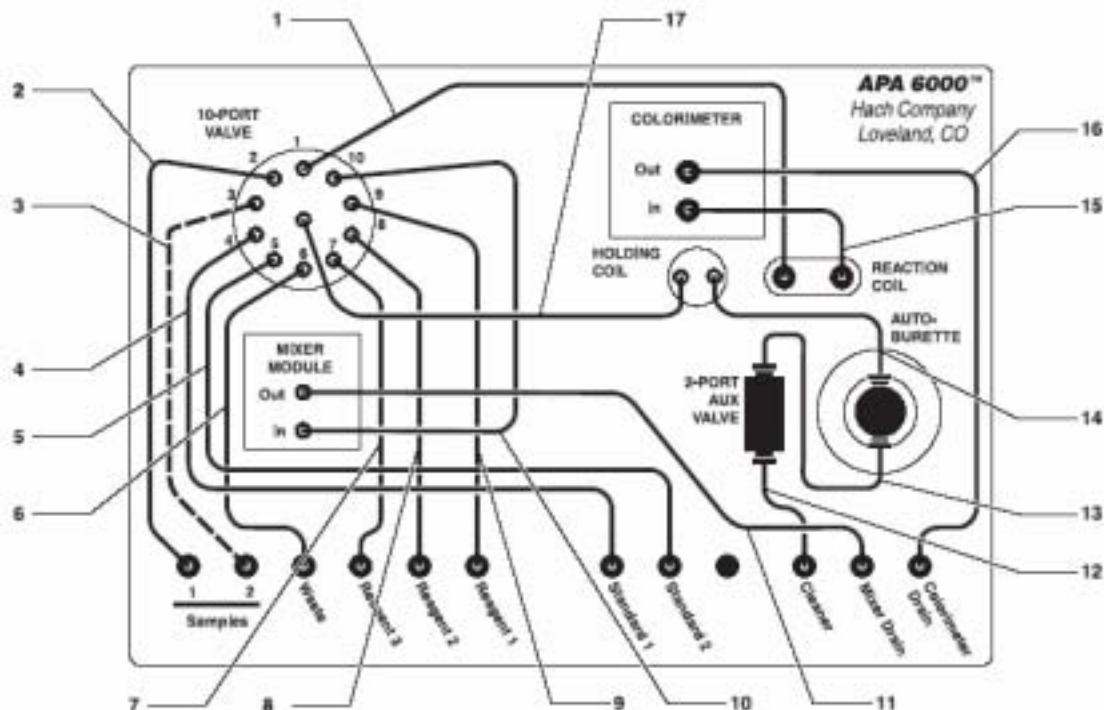 1
17
2
3
4
5
6
16
15
14
13
12
7
8
9
10
11
APA 6000™
Hach Company
Loveland, CO
10-PORT
VALVE
1
2
10
3
9
4
8
5
6
7
COLORIMETER
Out
In
HOLDING
COIL
REACTION
COIL
AUTO-
BURETTE
2-PORT
AUX
VALVE
MIXER
MODULE
Out
In
1
2
Samples
Waste
Reagent 3
Reagent 2
Reagent 1
Standard 1
Standard 2
Cleaner
Mixer Drain
Colorimeter
Drain